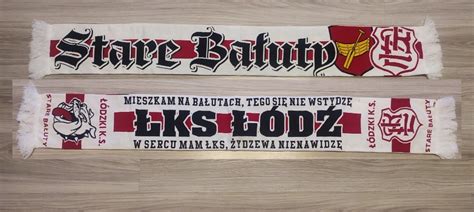 Stare Bałuty
STARE BAŁUTY
ŁÓDZKI K.S.
MIESZKAM NA BAŁUTACH, TEGO SIĘ NIE WSTYDZĘ
ŁKS ŁÓDŹ
W SERCU MAM ŁKS, ŻYDZEWA NIENAWIDZĘ
ŁÓDZKI K.S.
STARE BAŁUTY